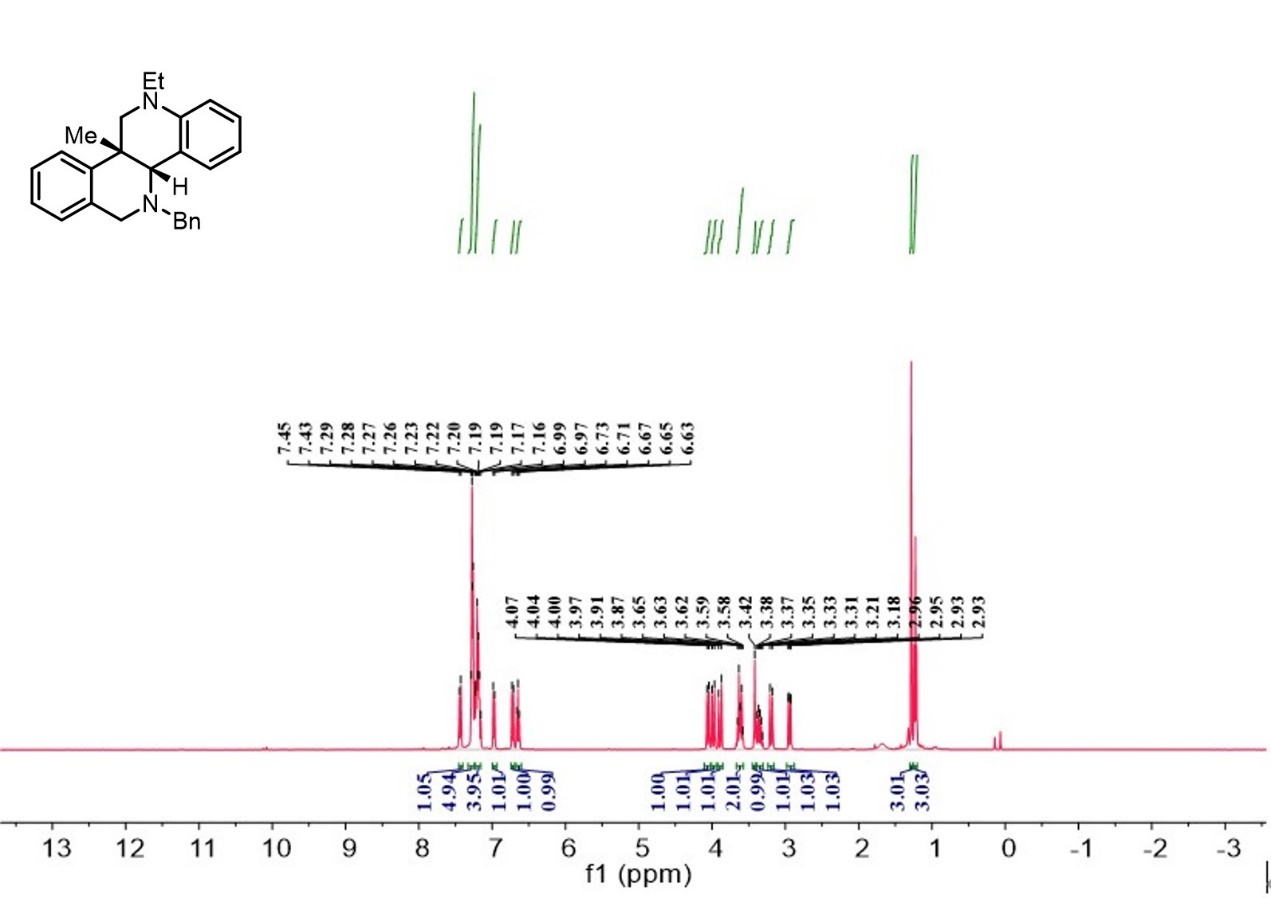 Et
N
Me
H
N
Bn
7.45 7.43 7.29 7.28 7.27 7.26 7.23 7.22 7.20 7.19 7.19 7.17 7.16 6.99 6.97 6.73 6.71 6.67 6.65 6.63
4.07 4.04 4.00 3.97 3.91 3.87 3.65 3.63 3.62 3.59 3.58 3.42 3.38 3.37 3.35 3.33 3.31 3.21 3.18 2.96 2.95 2.93 2.93
1.05 4.94 3.95 1.01 1.00 0.99 1.00 1.01 1.01 2.01 0.99 1.01 1.03 1.03 3.01 3.03
13 12 11 10 9 8 7 6 5 4 3 2 1 0 -1 -2 -3
f1 (ppm)